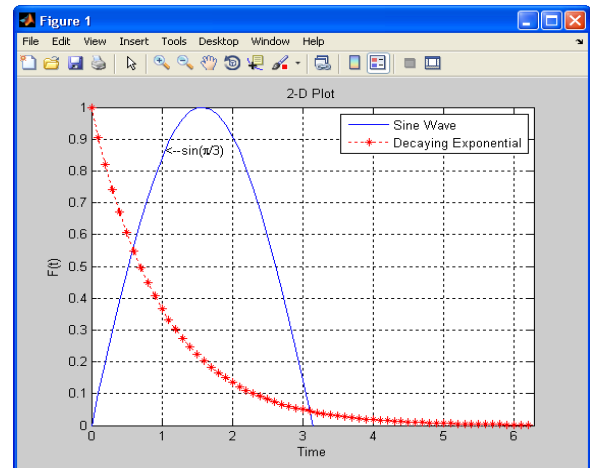 Figure 1
File Edit View Insert Tools Desktop Window Help
2-D Plot
Sine Wave
Decaying Exponential
<--sin(π/3)
F(t)
1
0.9
0.8
0.7
0.6
0.5
0.4
0.3
0.2
0.1
0
0 1 2 3 4 5 6
Time